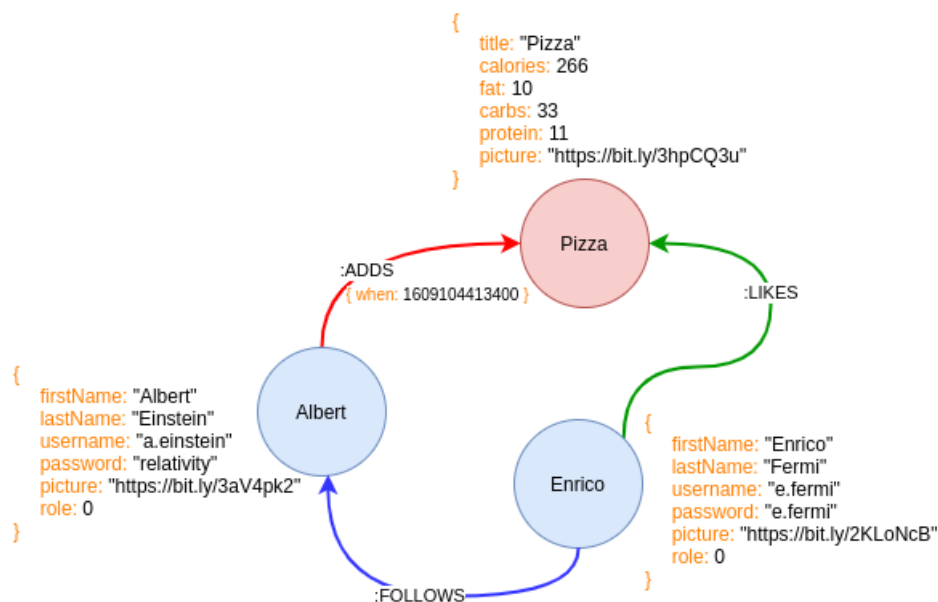 {
title: "Pizza"
calories: 266
fat: 10
carbs: 33
protein: 11
picture: "https://bit.ly/3hpCQ3u"
}
Pizza
:ADDS
{ when: 1609104413400 }
:LIKES
{
firstName: "Albert"
lastName: "Einstein"
username: "a.einstein"
password: "relativity"
picture: "https://bit.ly/3aV4pk2"
role: 0
}
Albert
Enrico
{
firstName: "Enrico"
lastName: "Fermi"
username: "e.fermi"
password: "e.fermi"
picture: "https://bit.ly/2KLoNcB"
role: 0
}
:FOLLOWS